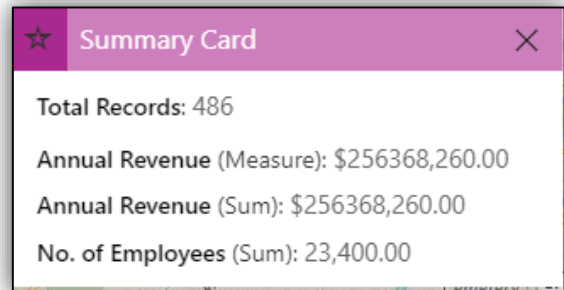 Summary Card
Total Records: 486
Annual Revenue (Measure): $256368,260.00
Annual Revenue (Sum): $256368,260.00
No. of Employees (Sum): 23,400.00